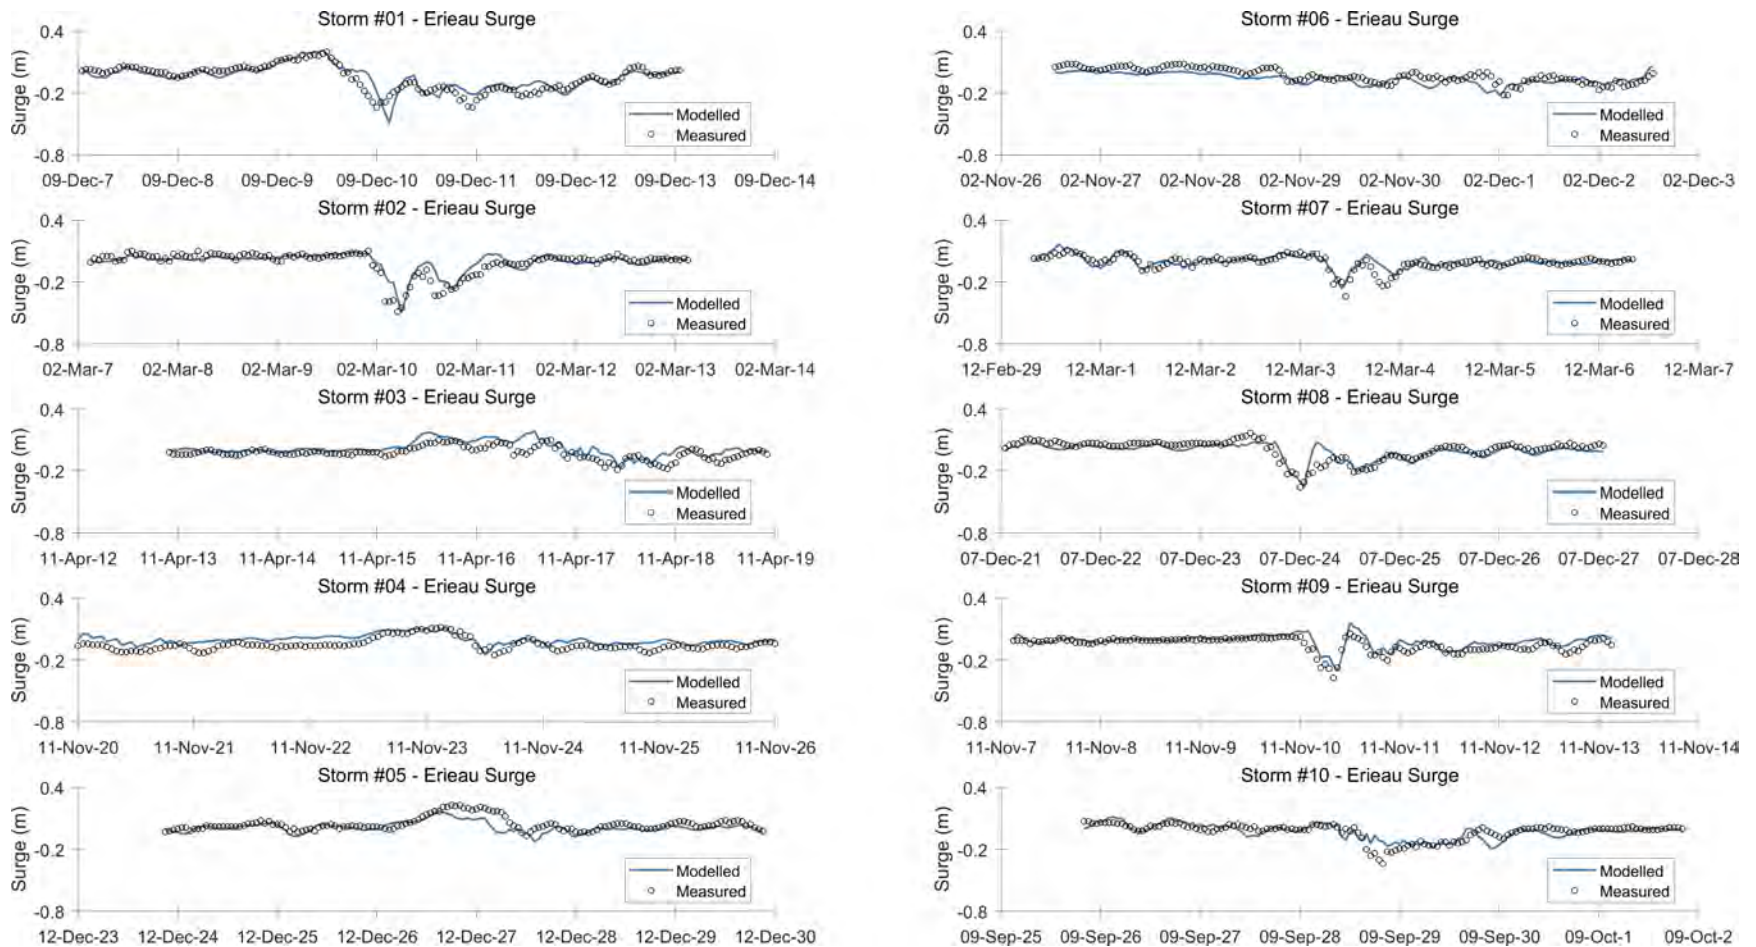 Storm #01 - Erieau Surge
0.4
-0.2
-0.8
Surge (m)
Modelled
Measured
09-Dec-7 09-Dec-8 09-Dec-9 09-Dec-10 09-Dec-11 09-Dec-12 09-Dec-13 09-Dec-14
Storm #02 - Erieau Surge
0.4
-0.2
-0.8
Surge (m)
Modelled
Measured
02-Mar-7 02-Mar-8 02-Mar-9 02-Mar-10 02-Mar-11 02-Mar-12 02-Mar-13 02-Mar-14
Storm #03 - Erieau Surge
0.4
-0.2
-0.8
Surge (m)
Modelled
Measured
11-Apr-12 11-Apr-13 11-Apr-14 11-Apr-15 11-Apr-16 11-Apr-17 11-Apr-18 11-Apr-19
Storm #04 - Erieau Surge
0.4
-0.2
-0.8
Surge (m)
Modelled
Measured
11-Nov-20 11-Nov-21 11-Nov-22 11-Nov-23 11-Nov-24 11-Nov-25 11-Nov-26
Storm #05 - Erieau Surge
0.4
-0.2
-0.8
Surge (m)
Modelled
Measured
12-Dec-23 12-Dec-24 12-Dec-25 12-Dec-26 12-Dec-27 12-Dec-28 12-Dec-29 12-Dec-30
Storm #06 - Erieau Surge
0.4
-0.2
-0.8
Surge (m)
Modelled
Measured
02-Nov-26 02-Nov-27 02-Nov-28 02-Nov-29 02-Nov-30 02-Dec-1 02-Dec-2 02-Dec-3
Storm #07 - Erieau Surge
0.4
-0.2
-0.8
Surge (m)
Modelled
Measured
12-Feb-29 12-Mar-1 12-Mar-2 12-Mar-3 12-Mar-4 12-Mar-5 12-Mar-6 12-Mar-7
Storm #08 - Erieau Surge
0.4
-0.2
-0.8
Surge (m)
Modelled
Measured
07-Dec-21 07-Dec-22 07-Dec-23 07-Dec-24 07-Dec-25 07-Dec-26 07-Dec-27 07-Dec-28
Storm #09 - Erieau Surge
0.4
-0.2
-0.8
Surge (m)
Modelled
Measured
11-Nov-7 11-Nov-8 11-Nov-9 11-Nov-10 11-Nov-11 11-Nov-12 11-Nov-13 11-Nov-14
Storm #10 - Erieau Surge
0.4
-0.2
-0.8
Surge (m)
Modelled
Measured
09-Sep-25 09-Sep-26 09-Sep-27 09-Sep-28 09-Sep-29 09-Sep-30 09-Oct-1 09-Oct-2